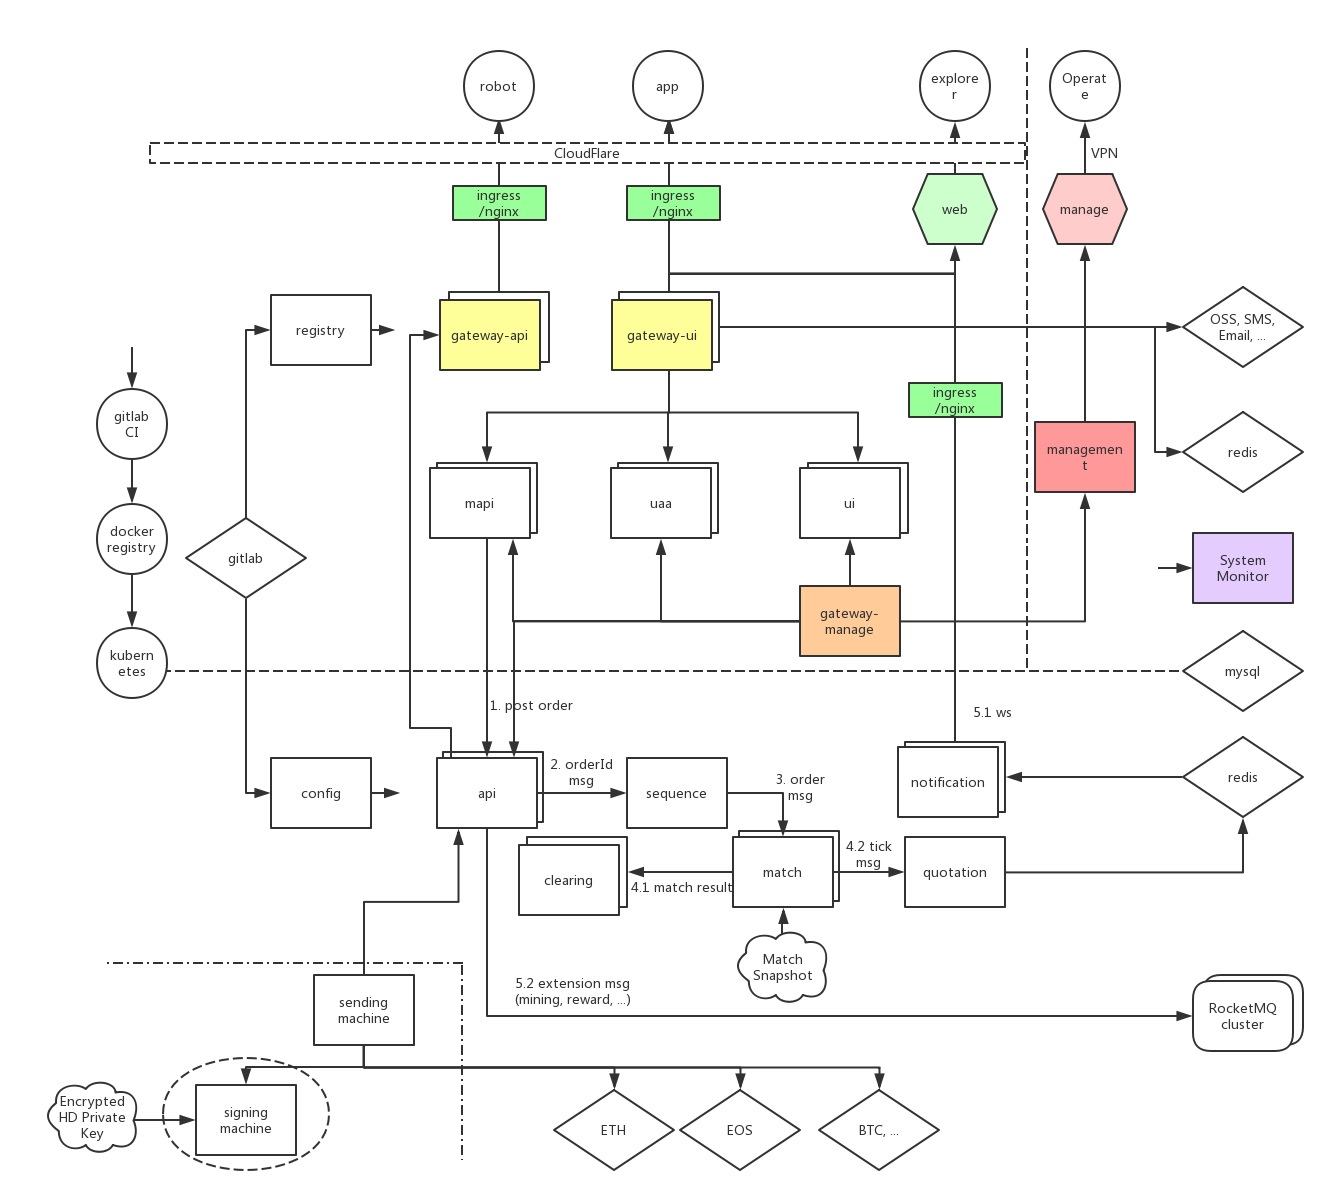 robot
app
explore
r
Operat
e
CloudFlare
VPN
ingress
/nginx
ingress
/nginx
web
manage
registry
gateway-api
gateway-ui
OSS, SMS,
Email, ...
ingress
/nginx
gitlab
CI
managemen
t
redis
mapi
uaa
ui
docker
registry
gitlab
System
Monitor
gateway-
manage
kubern
etes
mysql
1. post order
5.1 ws
config
api
2. orderId
msg
sequence
3. order
msg
notification
redis
clearing
4.1 match result
match
4.2 tick
msg
quotation
Match
Snapshot
5.2 extension msg
(mining, reward, ...)
sending
machine
RocketMQ
cluster
Encrypted
HD Private
Key
signing
machine
ETH
EOS
BTC, ...